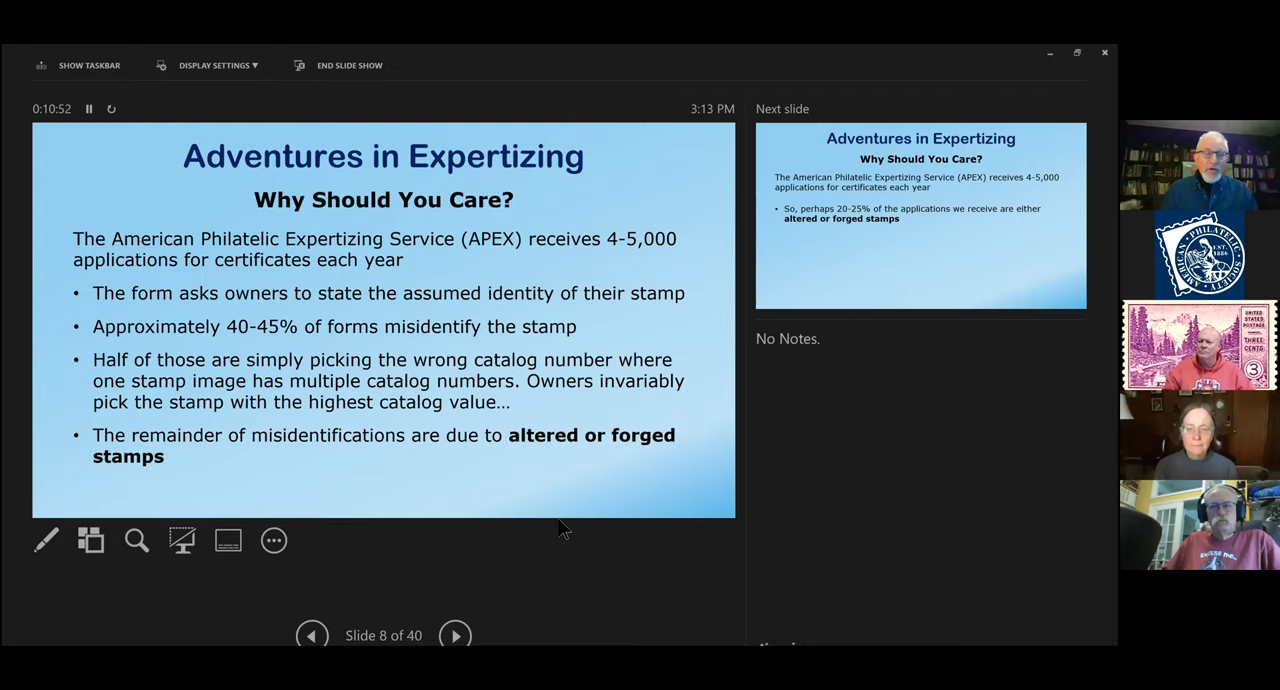 SHOW TASKBAR
DISPLAY SETTINGS ▼
END SLIDE SHOW
0:10:52
3:13 PM
Adventures in Expertizing
Why Should You Care?
The American Philatelic Expertizing Service (APEX) receives 4-5,000
applications for certificates each year
• The form asks owners to state the assumed identity of their stamp
• Approximately 40-45% of forms misidentify the stamp
• Half of those are simply picking the wrong catalog number where
one stamp image has multiple catalog numbers. Owners invariably
pick the stamp with the highest catalog value…
• The remainder of misidentifications are due to altered or forged
stamps
Slide 8 of 40
Next slide
Adventures in Expertizing
Why Should You Care?
The American Philatelic Expertizing Service (APEX) receives 4-5,000
applications for certificates each year
• So, perhaps 20-25% of the applications we receive are either
altered or forged stamps
No Notes.
AMERICAN PHILATELIC SOCIETY
EST.
1886
UNITED
STATES
POSTAGE
THREE
CENTS
3
EXCUSE ME...